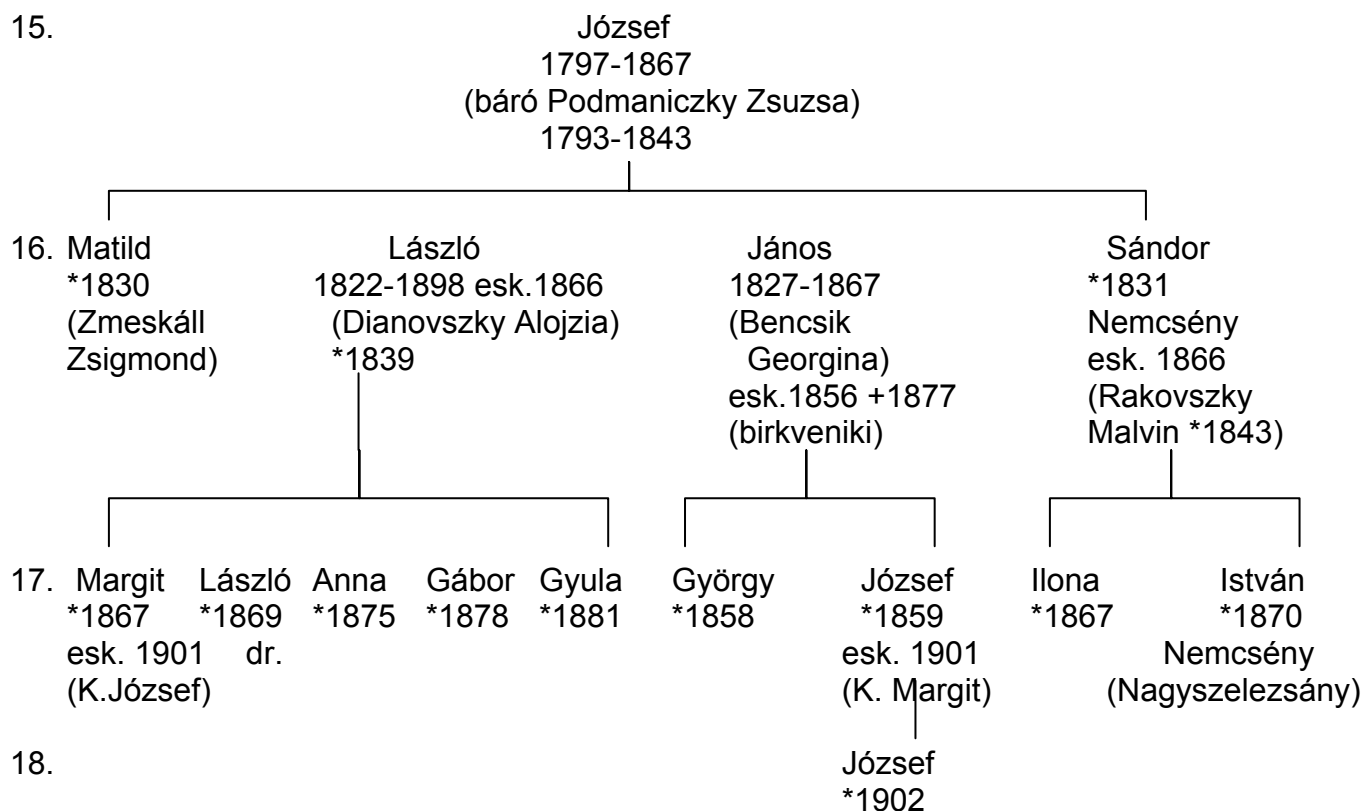 15. József
1797-1867
(báró Podmaniczky Zsuzsa)
1793-1843
16. Matild
*1830
(Zmeskáll
Zsigmond)
László
1822-1898 esk.1866
(Dianovszky Alojzia)
*1839
János
1827-1867
(Bencsik
Georgina)
esk.1856 +1877
(birkveniki)
Sándor
*1831
Nemcsény
esk. 1866
(Rakovszky
Malvin *1843)
17. Margit
*1867
esk. 1901
(K.József)
László
*1869
dr.
Anna
*1875
Gábor
*1878
Gyula
*1881
György
*1858
József
*1859
esk. 1901
(K. Margit)
Ilona
*1867
István
*1870
Nemcsény
(Nagyszelezsány)
18. József
*1902